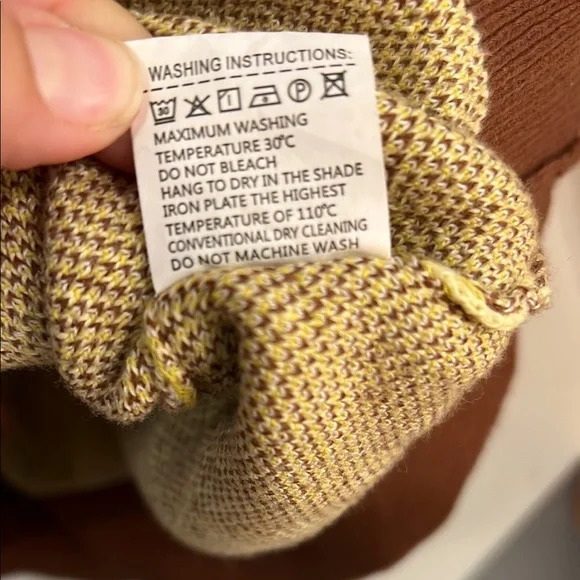 WASHING INSTRUCTIONS:
30 P
MAXIMUM WASHING
TEMPERATURE 30℃
DO NOT BLEACH
HANG TO DRY IN THE SHADE
IRON PLATE THE HIGHEST
TEMPERATURE OF 110℃
CONVENTIONAL DRY CLEANING
DO NOT MACHINE WASH